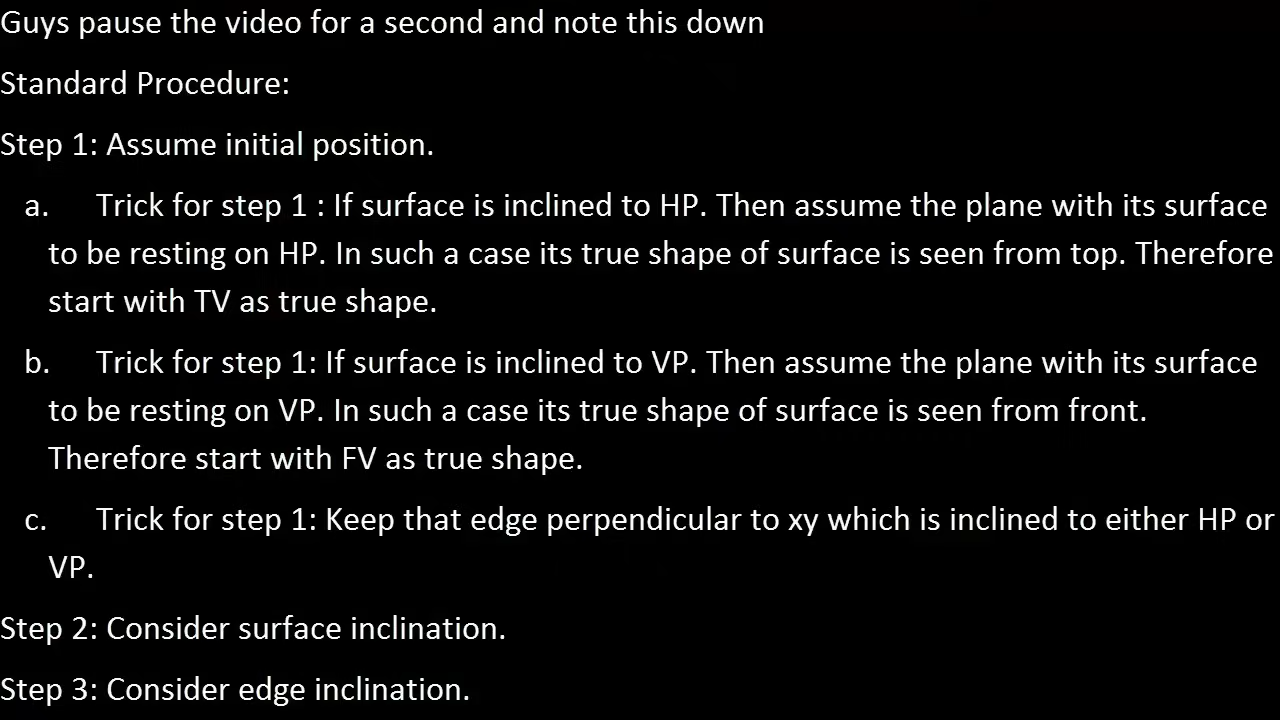 Guys pause the video for a second and note this down
Standard Procedure:
Step 1: Assume initial position.
a. Trick for step 1 : If surface is inclined to HP. Then assume the plane with its surface
to be resting on HP. In such a case its true shape of surface is seen from top. Therefore
start with TV as true shape.
b. Trick for step 1: If surface is inclined to VP. Then assume the plane with its surface
to be resting on VP. In such a case its true shape of surface is seen from front.
Therefore start with FV as true shape.
c. Trick for step 1: Keep that edge perpendicular to xy which is inclined to either HP or
VP.
Step 2: Consider surface inclination.
Step 3: Consider edge inclination.